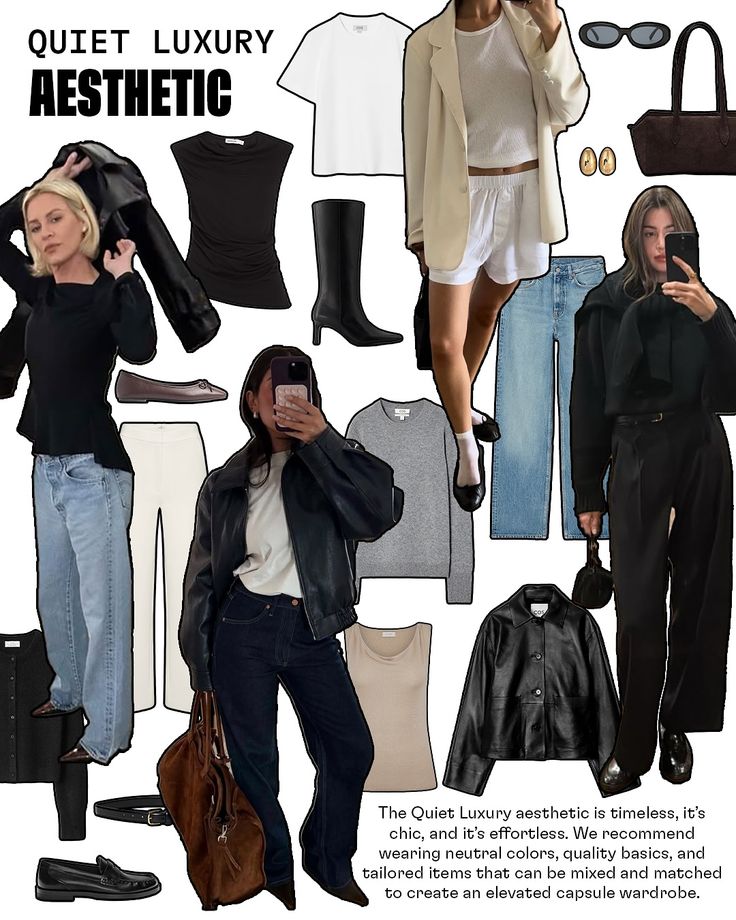 QUIET LUXURY
AESTHETIC
COS
The Quiet Luxury aesthetic is timeless, it's
chic, and it's effortless. We recommend
wearing neutral colors, quality basics, and
tailored items that can be mixed and matched
to create an elevated capsule wardrobe.